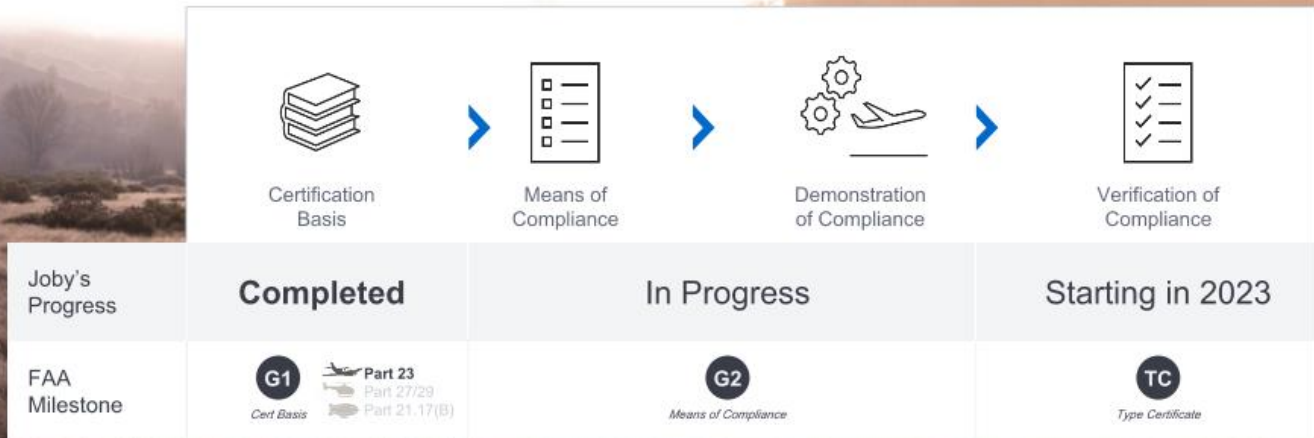 Certification
Basis
Means of
Compliance
Demonstration
of Compliance
Verification of
Compliance
Joby's
Progress
Completed
In Progress
Starting in 2023
FAA
Milestone
G1
Cert Basis
Part 23
Part 27/29
Part 21.17(B)
G2
Means of Compliance
TC
Type Certificate